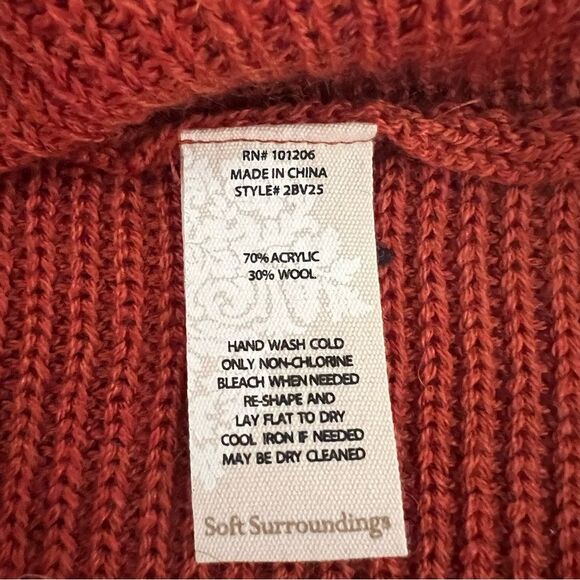 RN# 101206
MADE IN CHINA
STYLE# 2BV25
70% ACRYLIC
30% WOOL
HAND WASH COLD
ONLY NON-CHLORINE
BLEACH WHEN NEEDED
RE-SHAPE AND
LAY FLAT TO DRY
COOL IRON IF NEEDED
MAY BE DRY CLEANED
Soft Surroundings